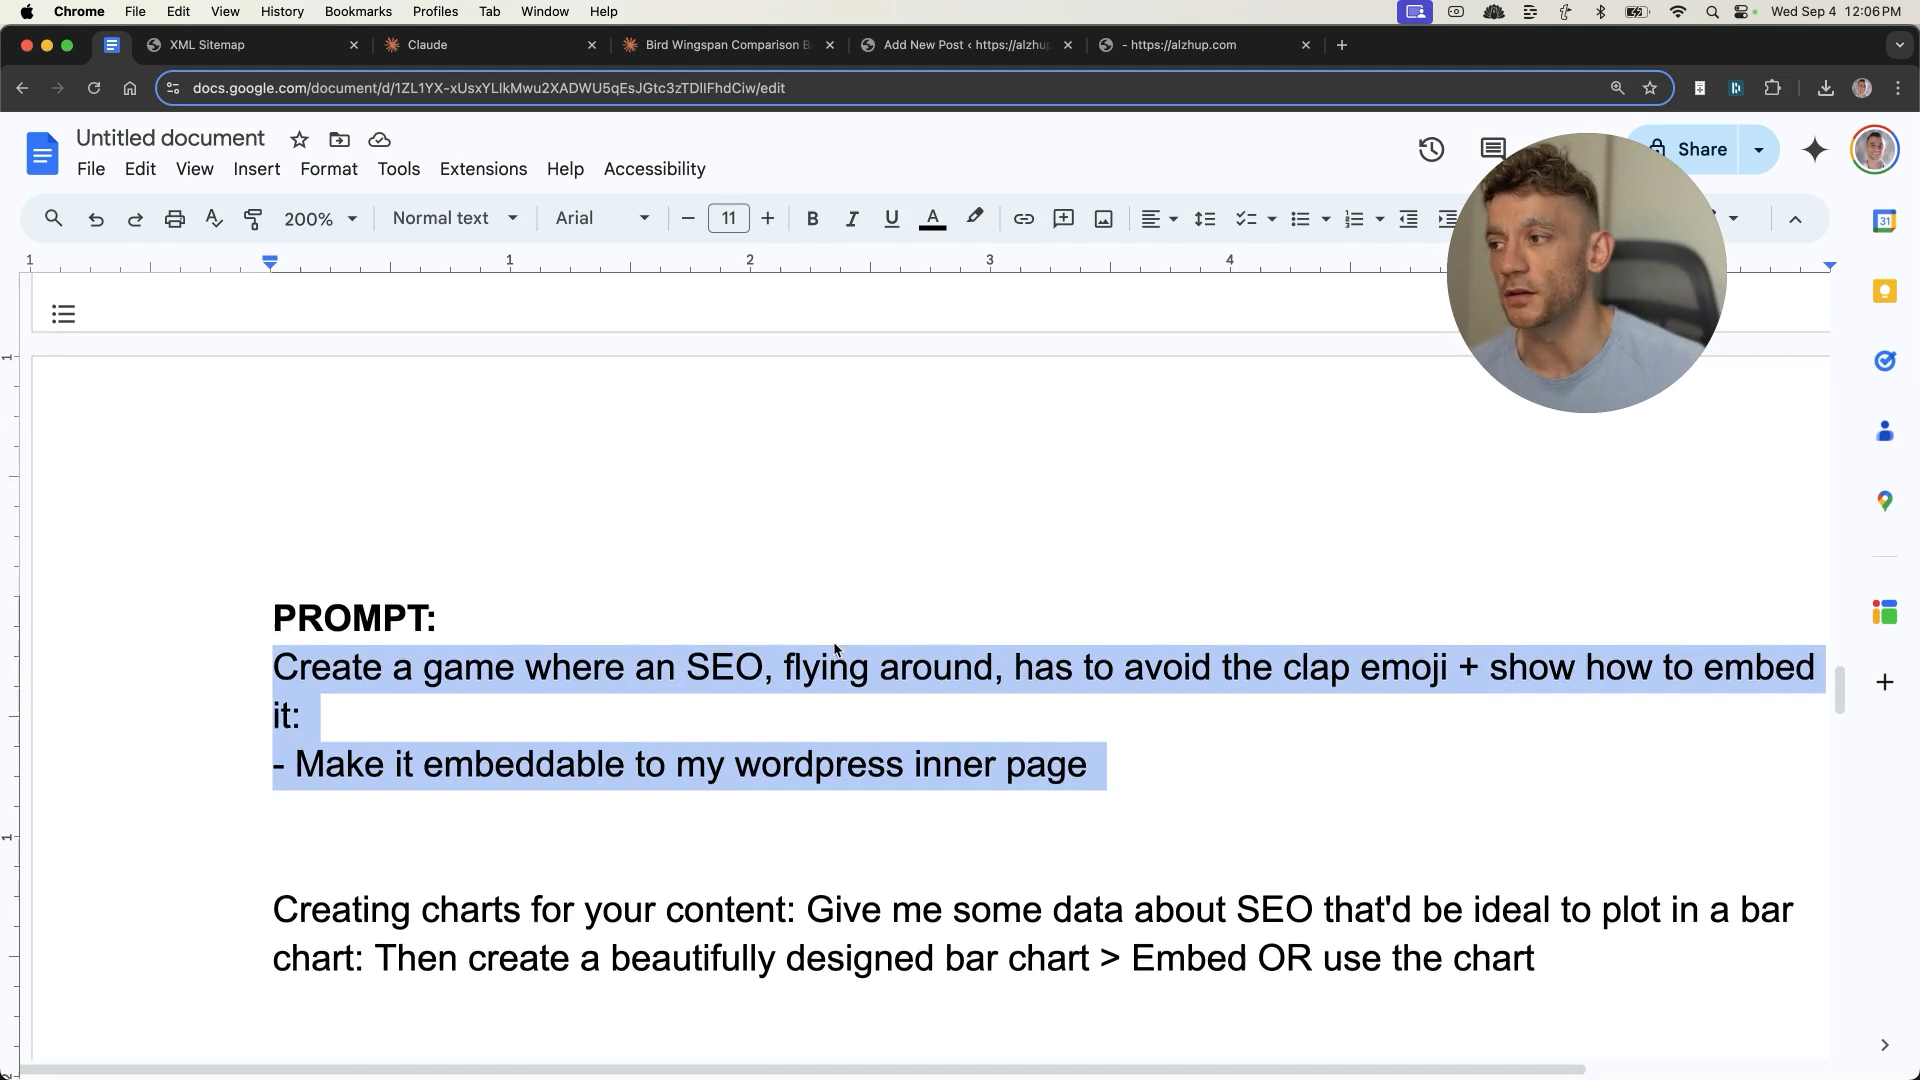 Chrome File Edit View History Bookmarks Profiles Tab Window Help Wed Sep 4 12:06 PM
XML Sitemap Claude Bird Wingspan Comparison B Add New Post ‹ https://alzhup - https://alzhup.com
docs.google.com/document/d/1ZL1YX-xUsxYLIkMwu2XADWU5qEsJGtc3zTDlIFhdCiw/edit
Untitled document
Share
File Edit View Insert Format Tools Extensions Help Accessibility
200% Normal text Arial 11 B I U A
1 1 2 3 4
PROMPT:
Create a game where an SEO, flying around, has to avoid the clap emoji + show how to embed
it:
- Make it embeddable to my wordpress inner page
Creating charts for your content: Give me some data about SEO that'd be ideal to plot in a bar
chart: Then create a beautifully designed bar chart > Embed OR use the chart